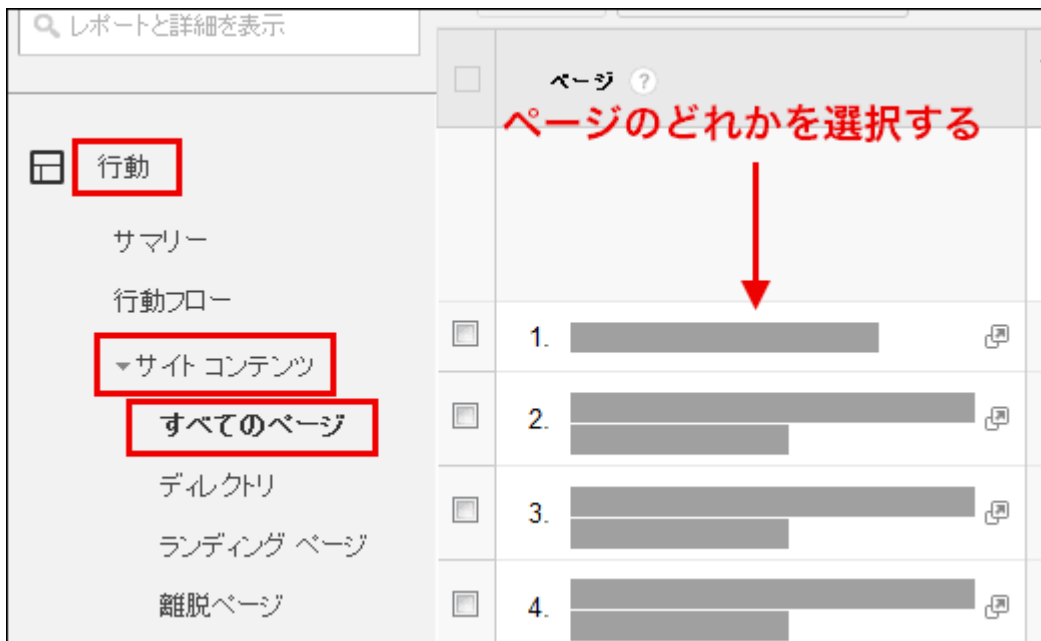 レポートと詳細を表示
行動
サマリー
行動フロー
サイト コンテンツ
すべてのページ
ディレクトリ
ランディング ページ
離脱ページ
ページ ?
ページのどれかを選択する
1.
2.
3.
4.